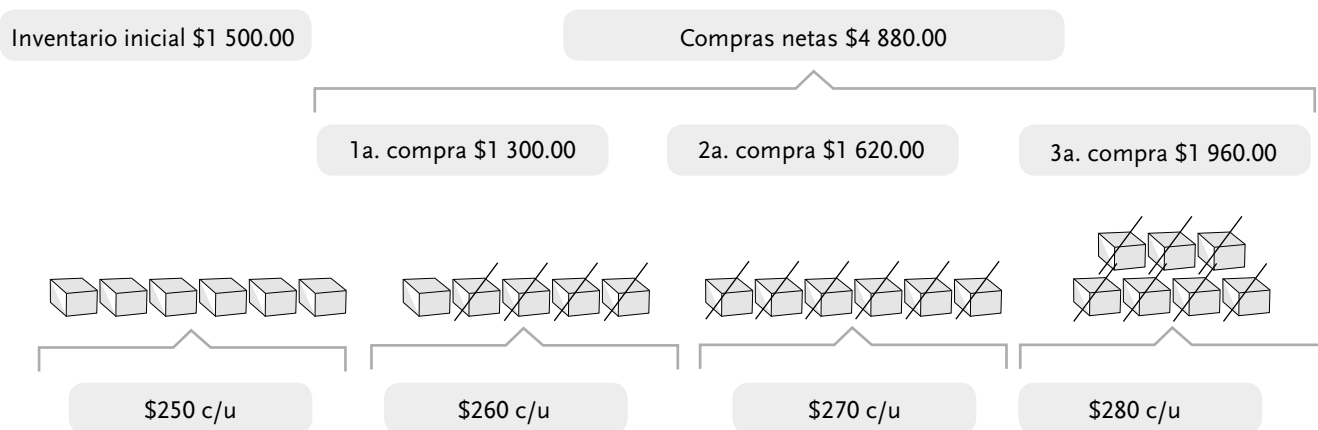 Inventario inicial $1 500.00
Compras netas $4 880.00
1a. compra $1 300.00
2a. compra $1 620.00
3a. compra $1 960.00
$250 c/u
$260 c/u
$270 c/u
$280 c/u